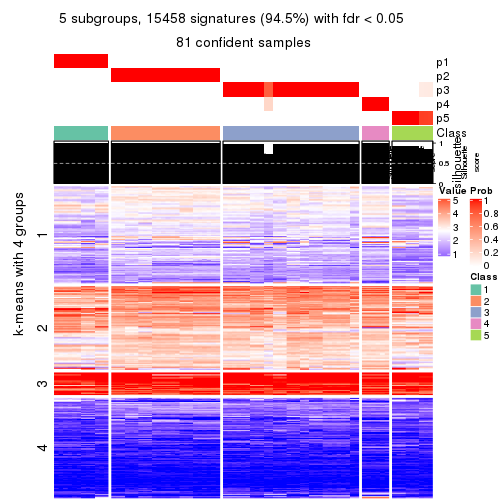 5 subgroups, 15458 signatures (94.5%) with fdr < 0.05
81 confident samples
p1
p2
p3
p4
p5
Class
1
0.5
0
silhouette
Silhouette
score
k-means with 4 groups
1
2
3
4
Value
5
4
3
2
1
Prob
1
0.8
0.6
0.4
0.2
0
Class
1
2
3
4
5